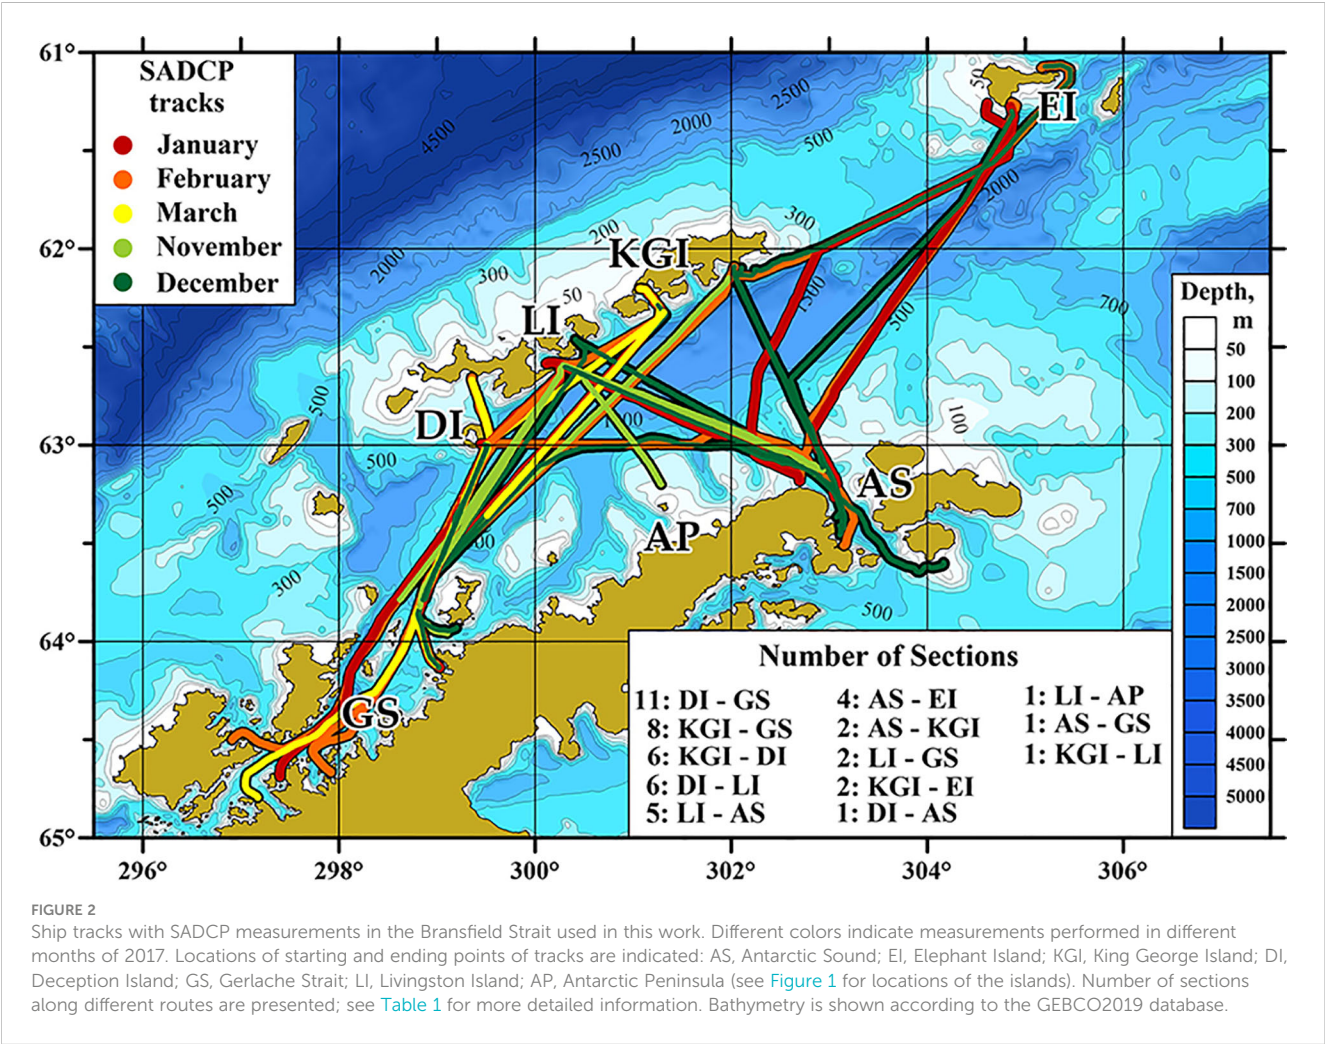 61°
62°
63°
64°
65°
296°
298°
300°
302°
304°
306°
SADCP
tracks
January
February
March
November
December
4500
2500
2000
2500
500
50
EI
2000
300
200
KGI
2000
300
50
LI
1500
500
700
Depth,
m
50
100
200
300
500
700
1000
1500
2000
2500
3000
3500
4000
4500
5000
500
DI
1000
100
500
500
AS
AP
300
500
GS
Number of Sections
11: DI - GS
8: KGI - GS
6: KGI - DI
6: DI - LI
5: LI - AS
4: AS - EI
2: AS - KGI
2: LI - GS
2: KGI - EI
1: DI - AS
1: LI - AP
1: AS - GS
1: KGI - LI
FIGURE 2
Ship tracks with SADCP measurements in the Bransfield Strait used in this work. Different colors indicate measurements performed in different
months of 2017. Locations of starting and ending points of tracks are indicated: AS, Antarctic Sound; EI, Elephant Island; KGI, King George Island; DI,
Deception Island; GS, Gerlache Strait; LI, Livingston Island; AP, Antarctic Peninsula (see Figure 1 for locations of the islands). Number of sections
along different routes are presented; see Table 1 for more detailed information. Bathymetry is shown according to the GEBCO2019 database.